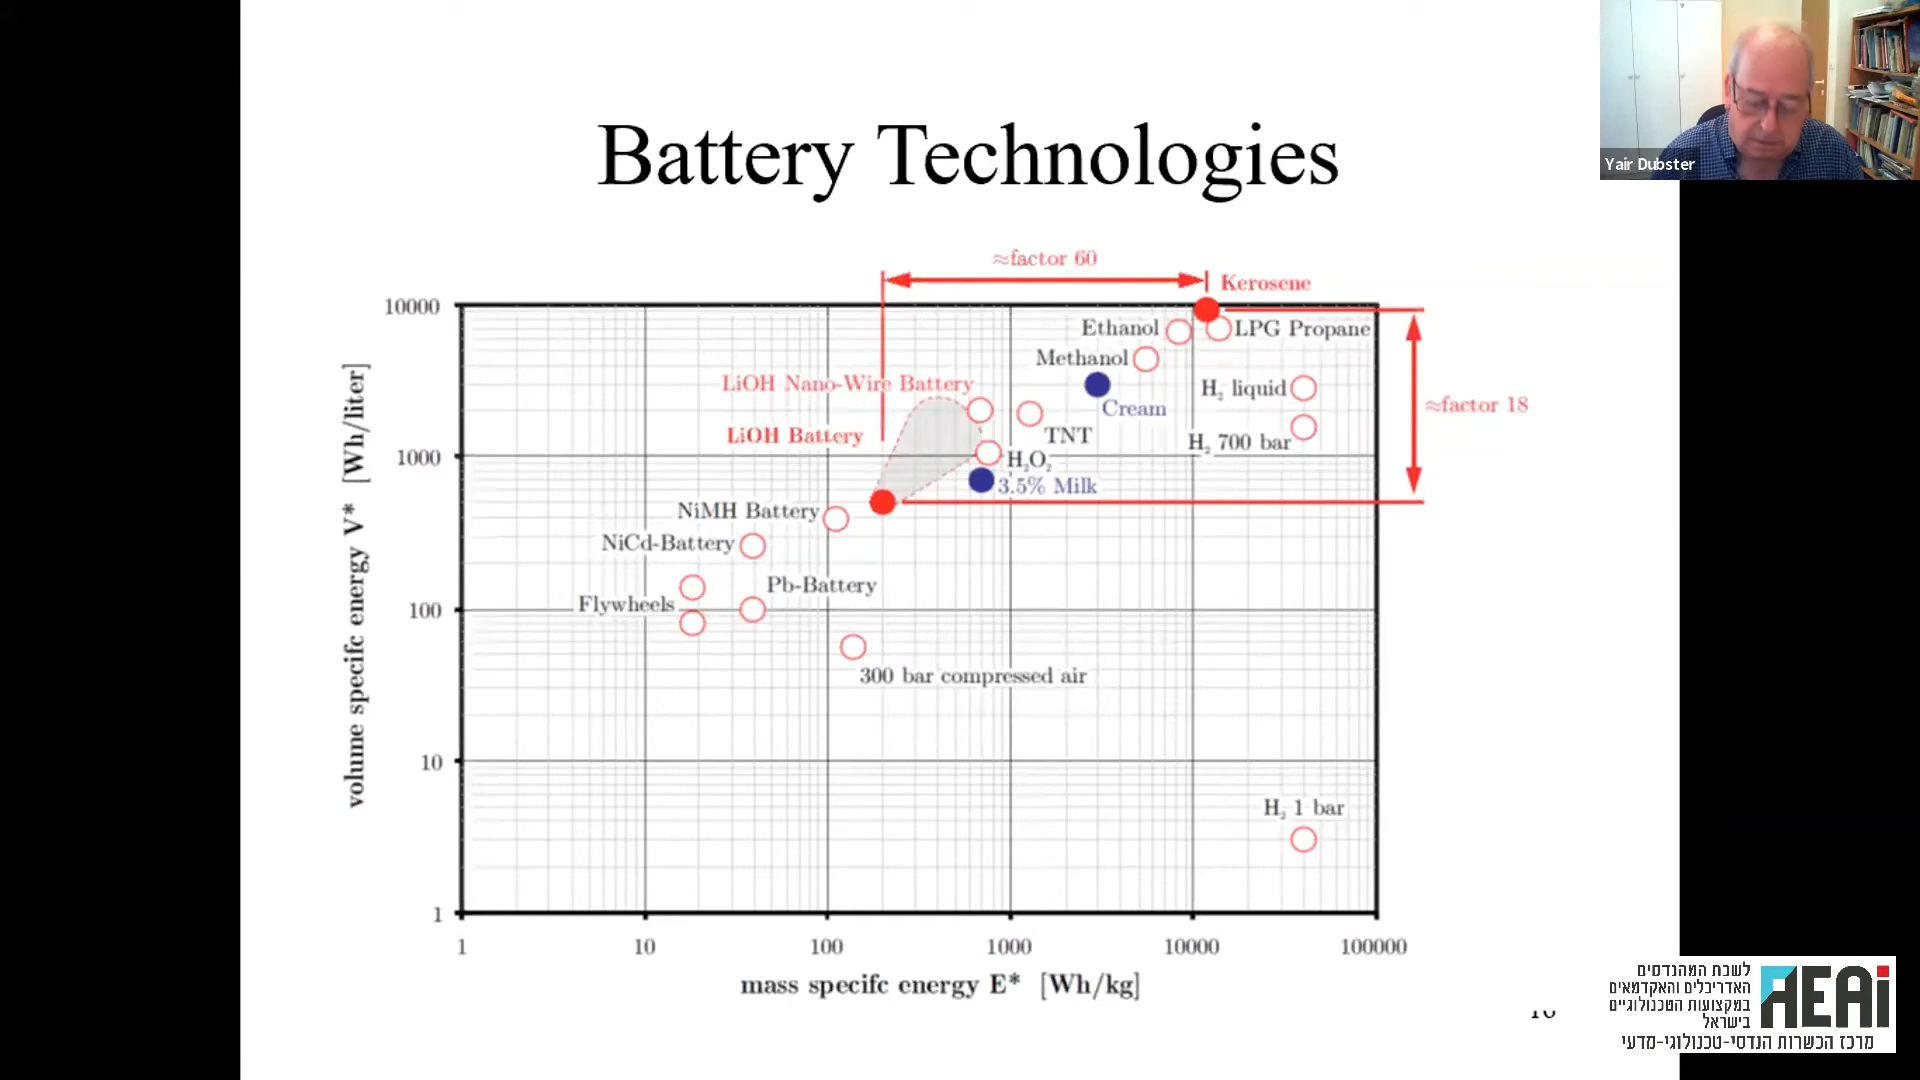 Yair Dubster
Battery Technologies
≈factor 60
Kerosene
10000
Ethanol
LPG Propane
Methanol
LiOH Nano-Wire Battery
H₂ liquid
Cream
≈factor 18
LiOH Battery
TNT
H₂ 700 bar
1000
H₂O₂
3.5% Milk
NiMH Battery
NiCd-Battery
Pb-Battery
Flywheels
100
300 bar compressed air
10
H₂ 1 bar
1
volume specifc energy V* [Wh/liter]
1 10 100 1000 10000 100000
mass specifc energy E* [Wh/kg]
לשכת המהנדסים
האדריכלים והאקדמאים
במקצועות הטכנולוגיים
בישראל
AEAi
מרכז הכשרות הנדסי-טכנולוגי-מדעי